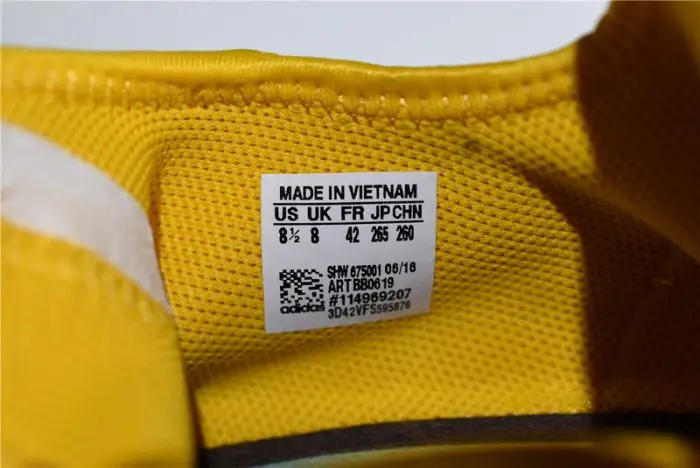 MADE IN VIETNAM
US UK FR JP CHN
8½ 8 42 265 260
SHW 675001 06/16
ART BB0619
#114969207
adidas 3D42VFS595876